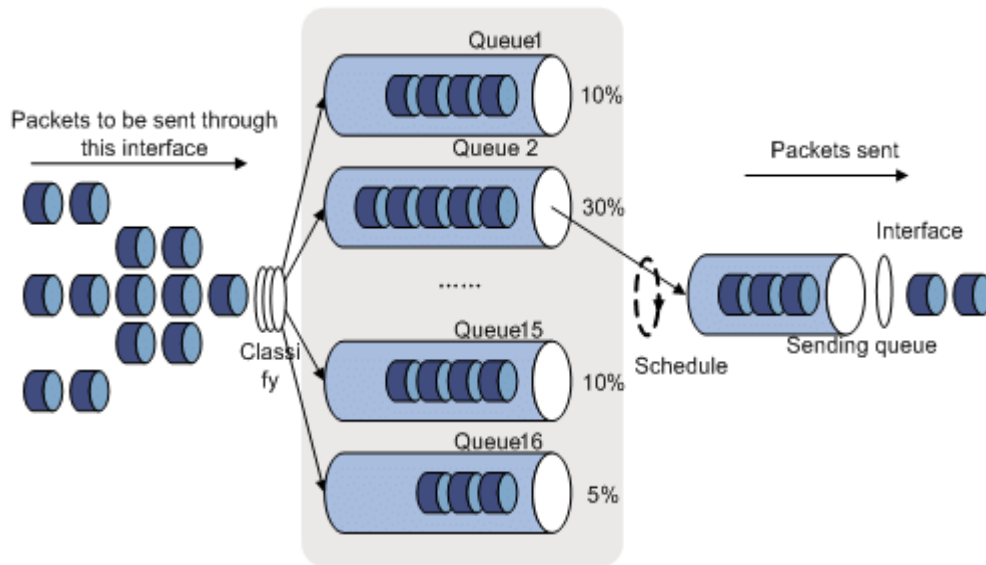 Packets to be sent through
this interface
Classi
fy
Queue1
10%
Queue 2
30%
......
Queue15
10%
Queue16
5%
Schedule
Packets sent
Interface
Sending queue